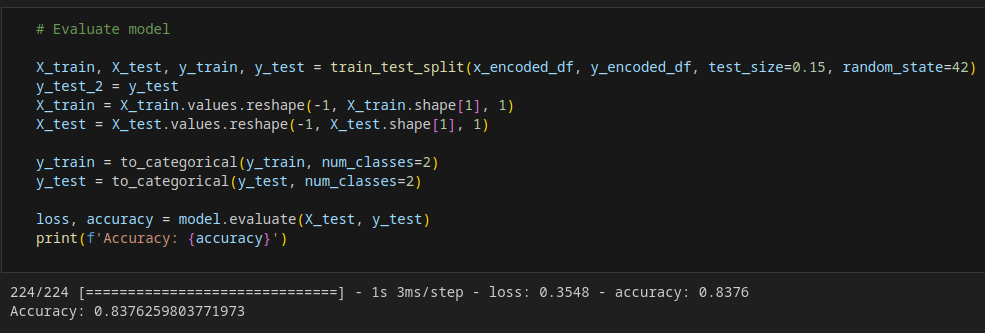 # Evaluate model
X_train, X_test, y_train, y_test = train_test_split(x_encoded_df, y_encoded_df, test_size=0.15, random_state=42)
y_test_2 = y_test
X_train = X_train.values.reshape(-1, X_train.shape[1], 1)
X_test = X_test.values.reshape(-1, X_test.shape[1], 1)
y_train = to_categorical(y_train, num_classes=2)
y_test = to_categorical(y_test, num_classes=2)
loss, accuracy = model.evaluate(X_test, y_test)
print(f'Accuracy: {accuracy}')
224/224 [==============================] - 1s 3ms/step - loss: 0.3548 - accuracy: 0.8376
Accuracy: 0.8376259803771973